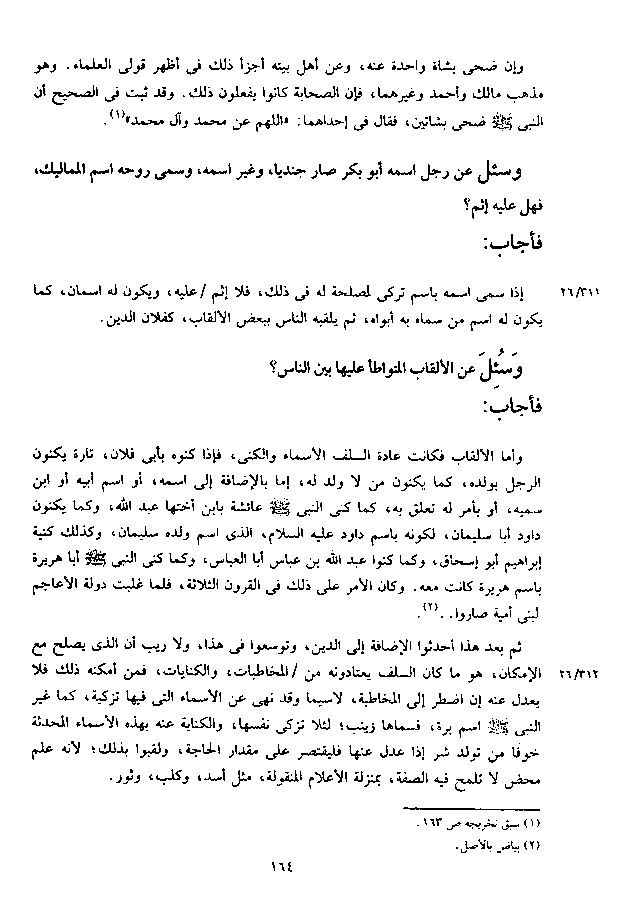 وإن ضحى بشاة واحدة عنه، وعن أهل بيته أجزأ ذلك فى أظهر قولى العلماء. وهو
مذهب مالك وأحمد وغيرهما، فإن الصحابة كانوا يفعلون ذلك. وقد ثبت فى الصحيح أن
النبى ﷺ ضحى بشاتين، فقال فى إحداهما: «اللهم عن محمد وآل محمد»(١).
وسئل عن رجل اسمه أبو بكر صار جنديا، وغير اسمه، وسمى روحه اسم المماليك،
فهل عليه إثم؟
فأجاب:
٢٦/٣١١ إذا سمى اسمه باسم تركى لمصلحة له فى ذلك، فلا إثم / عليه، ويكون له اسمان، كما
يكون له اسم من سماه به أبواه، ثم يلقبه الناس ببعض الألقاب، كفلان الدين.
وَسُئِلَ عن الألقاب المتواطأ عليها بين الناس؟
فأجاب:
وأما الألقاب فكانت عادة السلف الأسماء والكنى، فإذا كنوه بأبى فلان، تارة يكنون
الرجل بولده، كما يكنون من لا ولد له، إما بالإضافة إلى اسمه، أو اسم أبيه أو ابن
سميه، أو بأمر له تعلق به، كما كنى النبى ﷺ عائشة بابن أختها عبد الله، وكما يكنون
داود أبا سليمان، لكونه باسم داود عليه السلام، الذى اسم ولده سليمان، وكذلك كنية
إبراهيم أبو إسحاق، وكما كنوا عبد الله بن عباس أبا العباس، وكما كنى النبى ﷺ أبا هريرة
باسم هريرة كانت معه. وكان الأمر على ذلك فى القرون الثلاثة، فلما غلبت دولة الأعاجم
لبنى أمية صاروا..(٢).
ثم بعد هذا أحدثوا الإضافة إلى الدين، وتوسعوا فى هذا، ولا ريب أن الذى يصلح مع
٢٦/٣١٢ الإمكان، هو ما كان السلف يعتادونه من / المخاطبات، والكنايات، فمن أمكنه ذلك فلا
يعدل عنه إن اضطر إلى المخاطبة، لاسيما وقد نهى عن الأسماء التى فيها تزكية، كما غير
النبى ﷺ اسم برة، فسماها زينب؛ لئلا تزكى نفسها، والكناية عنه بهذه الأسماء المحدثة
خوفا من تولد شر إذا عدل عنها فليقتصر على مقدار الحاجة، ولقبوا بذلك؛ لأنه علم
محض لا تلمح فيه الصفة، بمنزلة الأعلام المنقولة، مثل أسد، وكلب، وثور.
(١) سبق تخريجه ص ١٦٣.
(٢) بياض بالأصل.
١٦٤